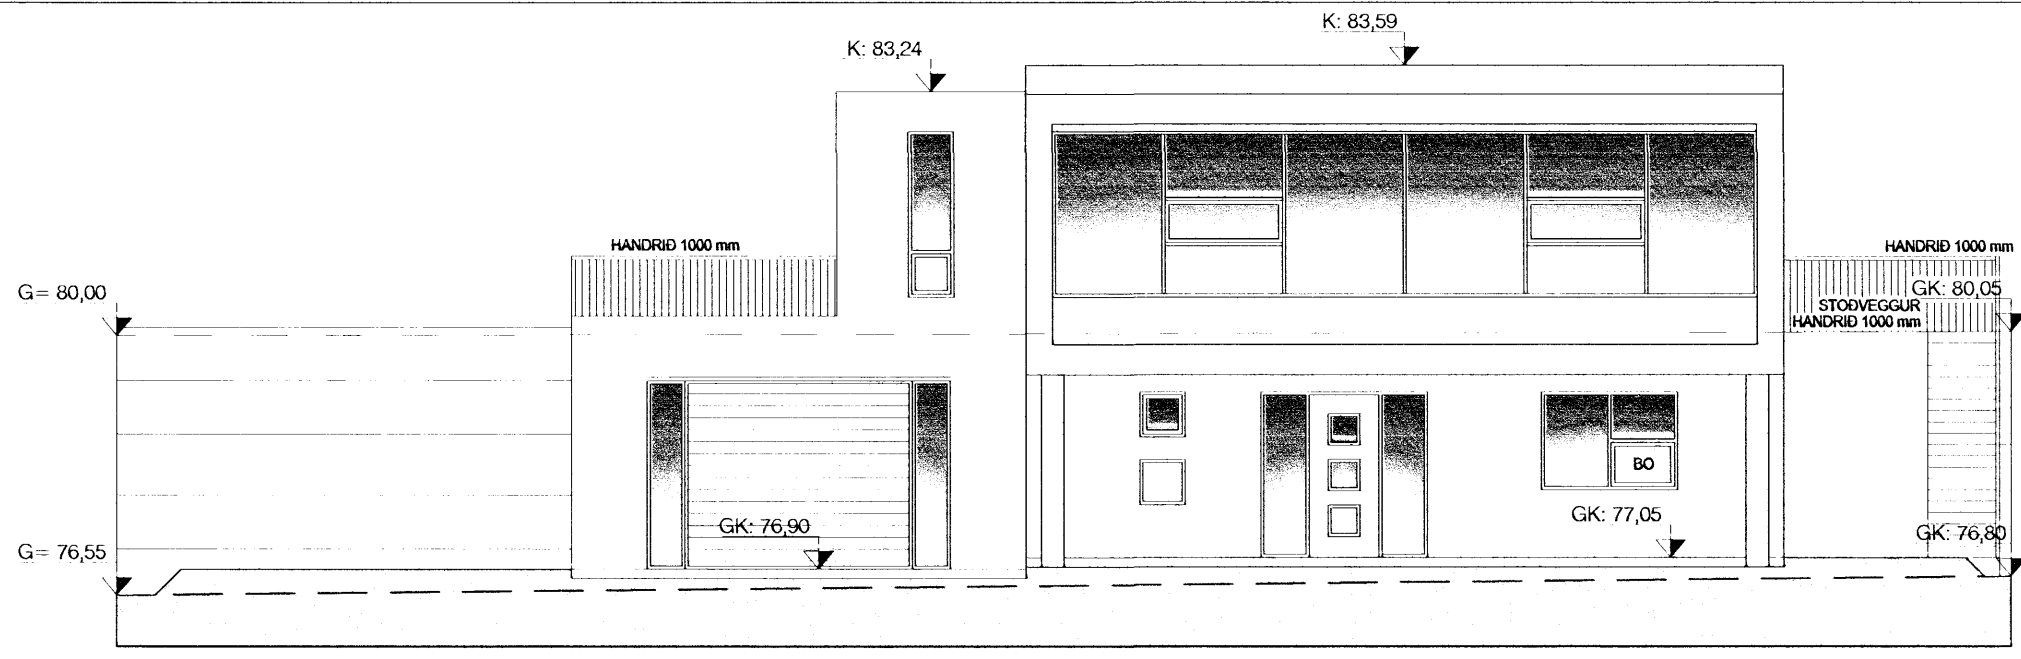 K: 83,59
K: 83,24
HANDRIÐ 1000 mm
HANDRIÐ 1000 mm
G= 80,00
GK: 80,05
STOÐVEGGUR
HANDRIÐ 1000 mm
BO
GK: 77,05
GK: 76,90
GK: 76,80
G= 76,55